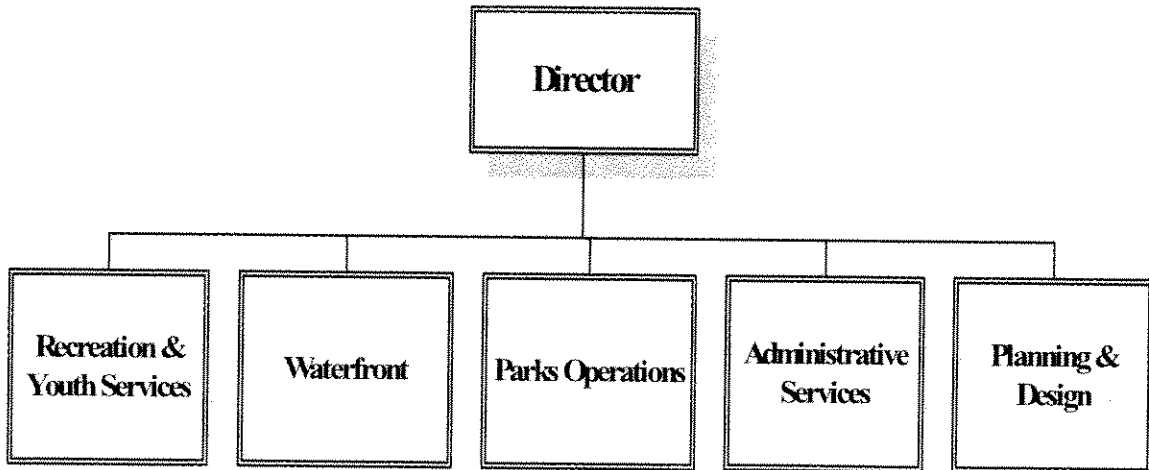 Director
Recreation &
Youth Services
Waterfront
Parks Operations
Administrative
Services
Planning &
Design